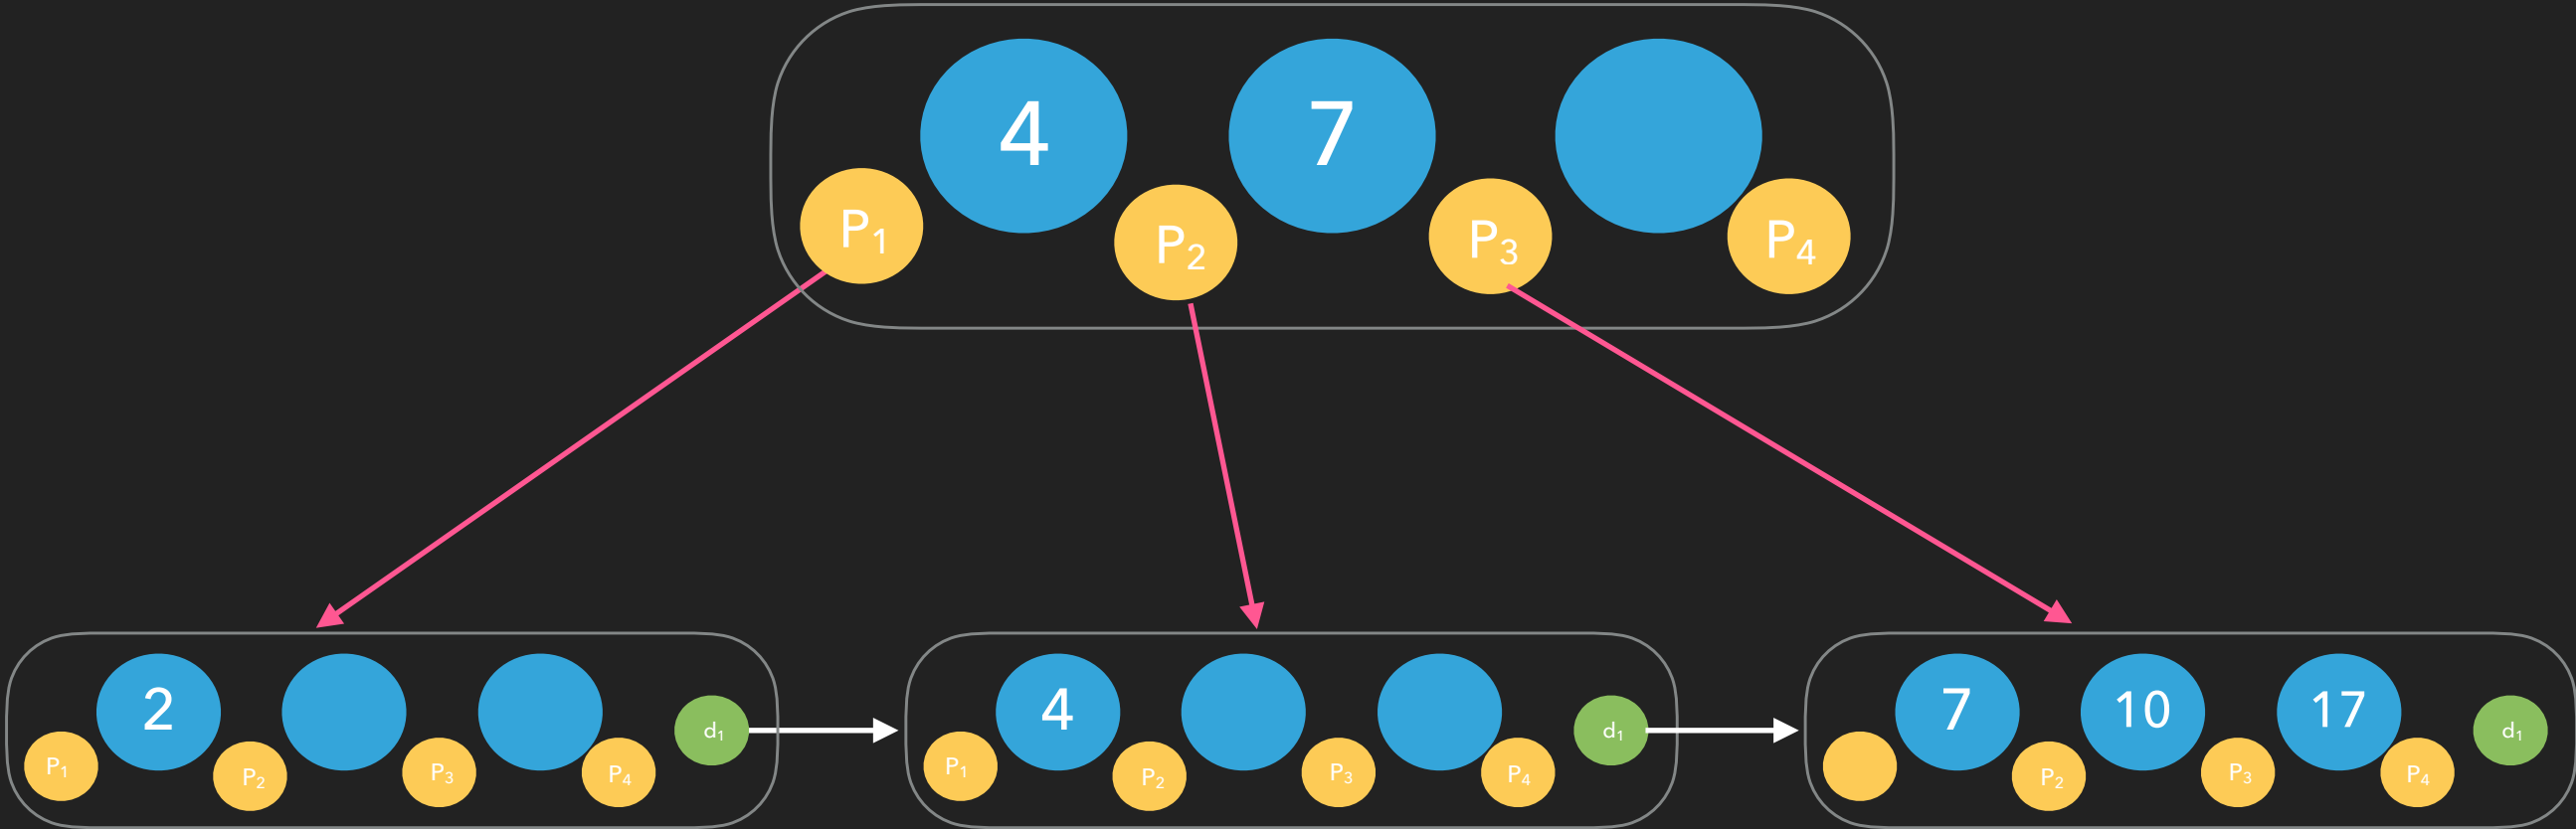 4 7
P₁ P₂ P₃ P₄
2
P₁ P₂ P₃ P₄ d₁
4
P₁ P₂ P₃ P₄ d₁
7 10 17
P₂ P₃ P₄ d₁